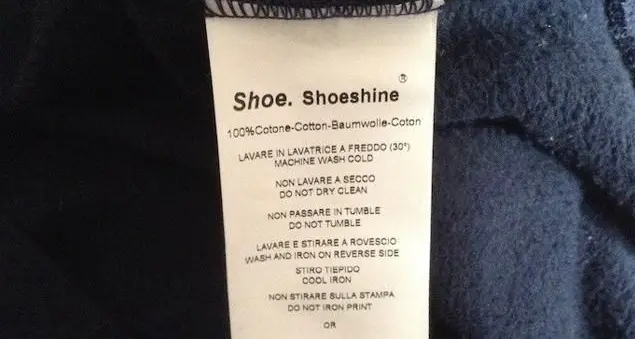 ®
Shoe. Shoeshine
100%Cotone-Cotton-Baumwolle-Coton
LAVARE IN LAVATRICE A FREDDO (30°)
MACHINE WASH COLD
NON LAVARE A SECCO
DO NOT DRY CLEAN
NON PASSARE IN TUMBLE
DO NOT TUMBLE
LAVARE E STIRARE A ROVESCIO
WASH AND IRON ON REVERSE SIDE
STIRO TIEPIDO
COOL IRON
NON STIRARE SULLA STAMPA
DO NOT IRON PRINT
OR